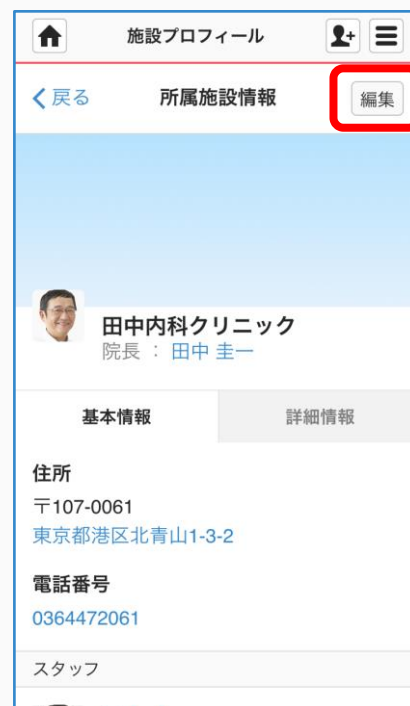 施設プロフィール
戻る
所属施設情報
編集
田中内科クリニック
院長 : 田中 圭一
基本情報
詳細情報
住所
〒107-0061
東京都港区北青山1-3-2
電話番号
0364472061
スタッフ